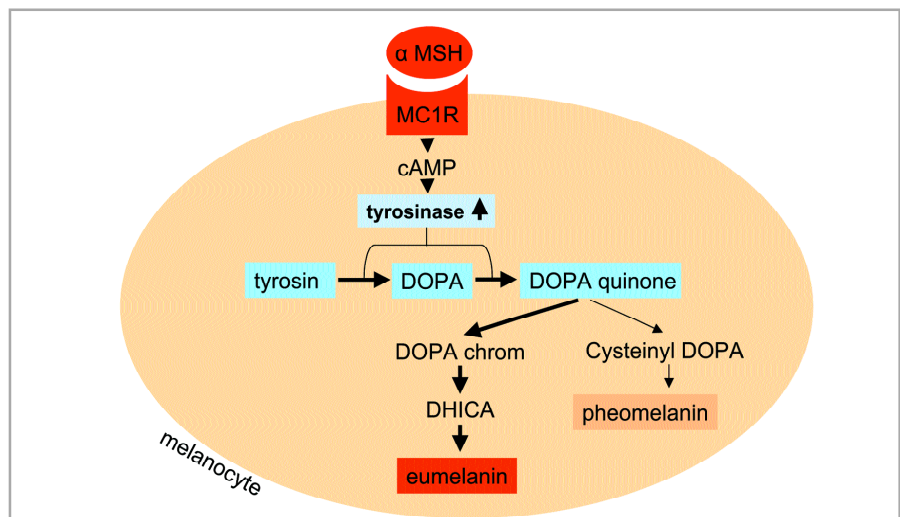 α MSH
MC1R
cAMP
tyrosinase
tyrosin
DOPA
DOPA quinone
DOPA chrom
Cysteinyl DOPA
DHICA
pheomelanin
eumelanin
melanocyte